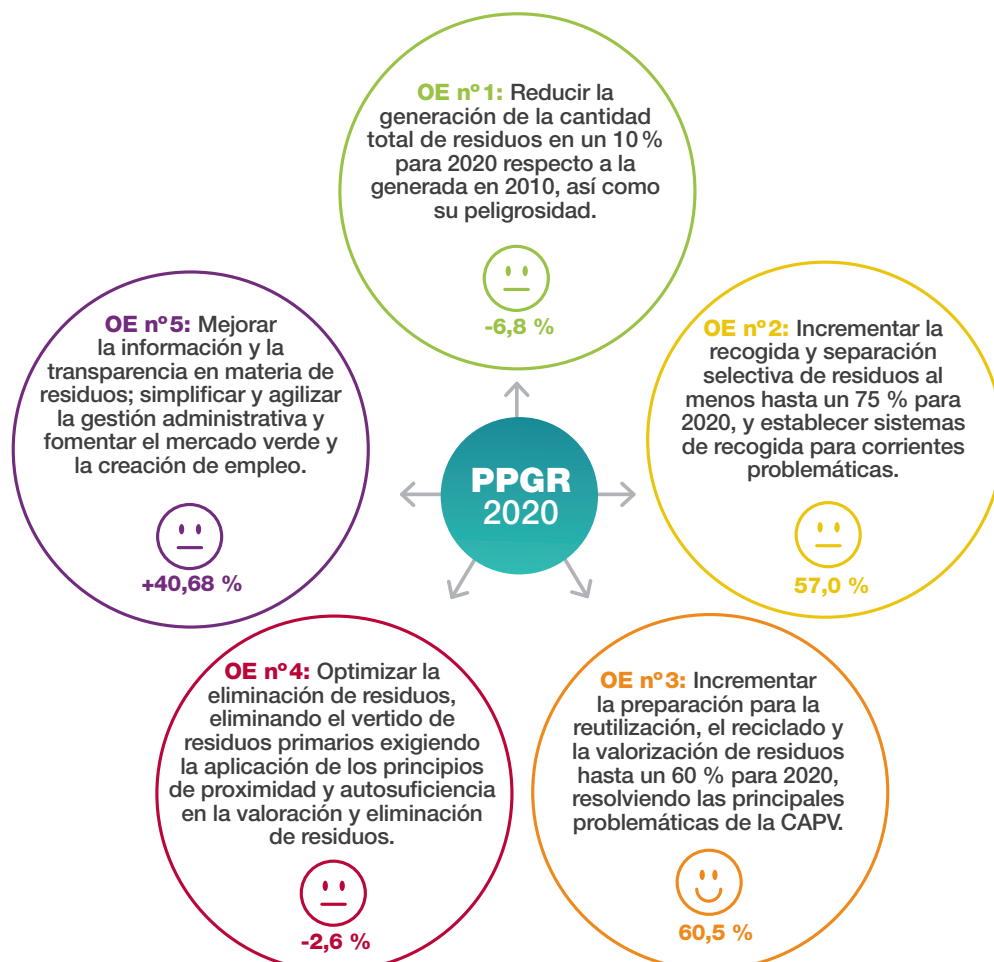 OE nº1: Reducir la
generación de la cantidad
total de residuos en un 10 %
para 2020 respecto a la
generada en 2010, así como
su peligrosidad.
-6,8 %
OE nº2: Incrementar la
recogida y separación
selectiva de residuos al
menos hasta un 75 % para
2020, y establecer sistemas
de recogida para corrientes
problemáticas.
57,0 %
OE nº3: Incrementar
la preparación para la
reutilización, el reciclado y
la valorización de residuos
hasta un 60 % para 2020,
resolviendo las principales
problemáticas de la CAPV.
60,5 %
OE nº4: Optimizar la
eliminación de residuos,
eliminando el vertido de
residuos primarios exigiendo
la aplicación de los principios
de proximidad y autosuficiencia
en la valoración y eliminación
de residuos.
-2,6 %
OE nº5: Mejorar
la información y la
transparencia en materia de
residuos; simplificar y agilizar
la gestión administrativa y
fomentar el mercado verde y
la creación de empleo.
+40,68 %
PPGR
2020